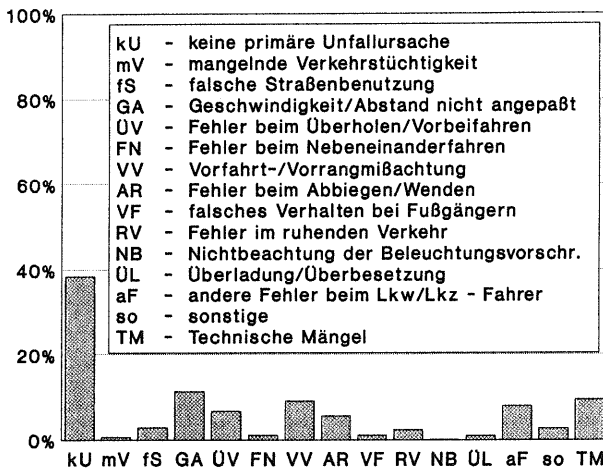 100%
80%
60%
40%
20%
0%
kU - keine primäre Unfallursache
mV - mangelnde Verkehrstüchtigkeit
fS - falsche Straßenbenutzung
GA - Geschwindigkeit/Abstand nicht angepaßt
ÜV - Fehler beim Überholen/Vorbeifahren
FN - Fehler beim Nebeneinanderfahren
VV - Vorfahrt-/Vorrangmißachtung
AR - Fehler beim Abbiegen/Wenden
VF - falsches Verhalten bei Fußgängern
RV - Fehler im ruhenden Verkehr
NB - Nichtbeachtung der Beleuchtungsvorschr.
ÜL - Überladung/Überbesetzung
aF - andere Fehler beim Lkw/Lkz - Fahrer
so - sonstige
TM - Technische Mängel
kU mV fS GA ÜV FN VV AR VF RV NB ÜL aF so TM